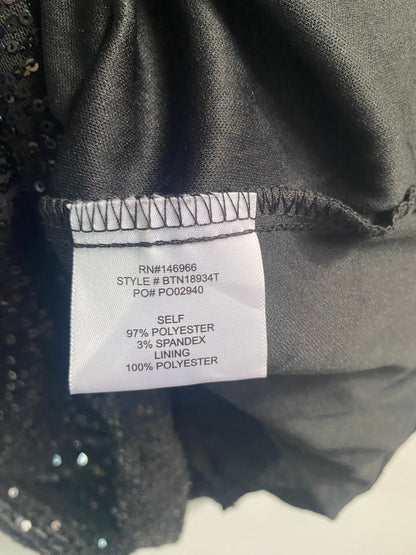 RN#146966
STYLE # BTN18934T
PO# PO02940
SELF
97% POLYESTER
3% SPANDEX
LINING
100% POLYESTER